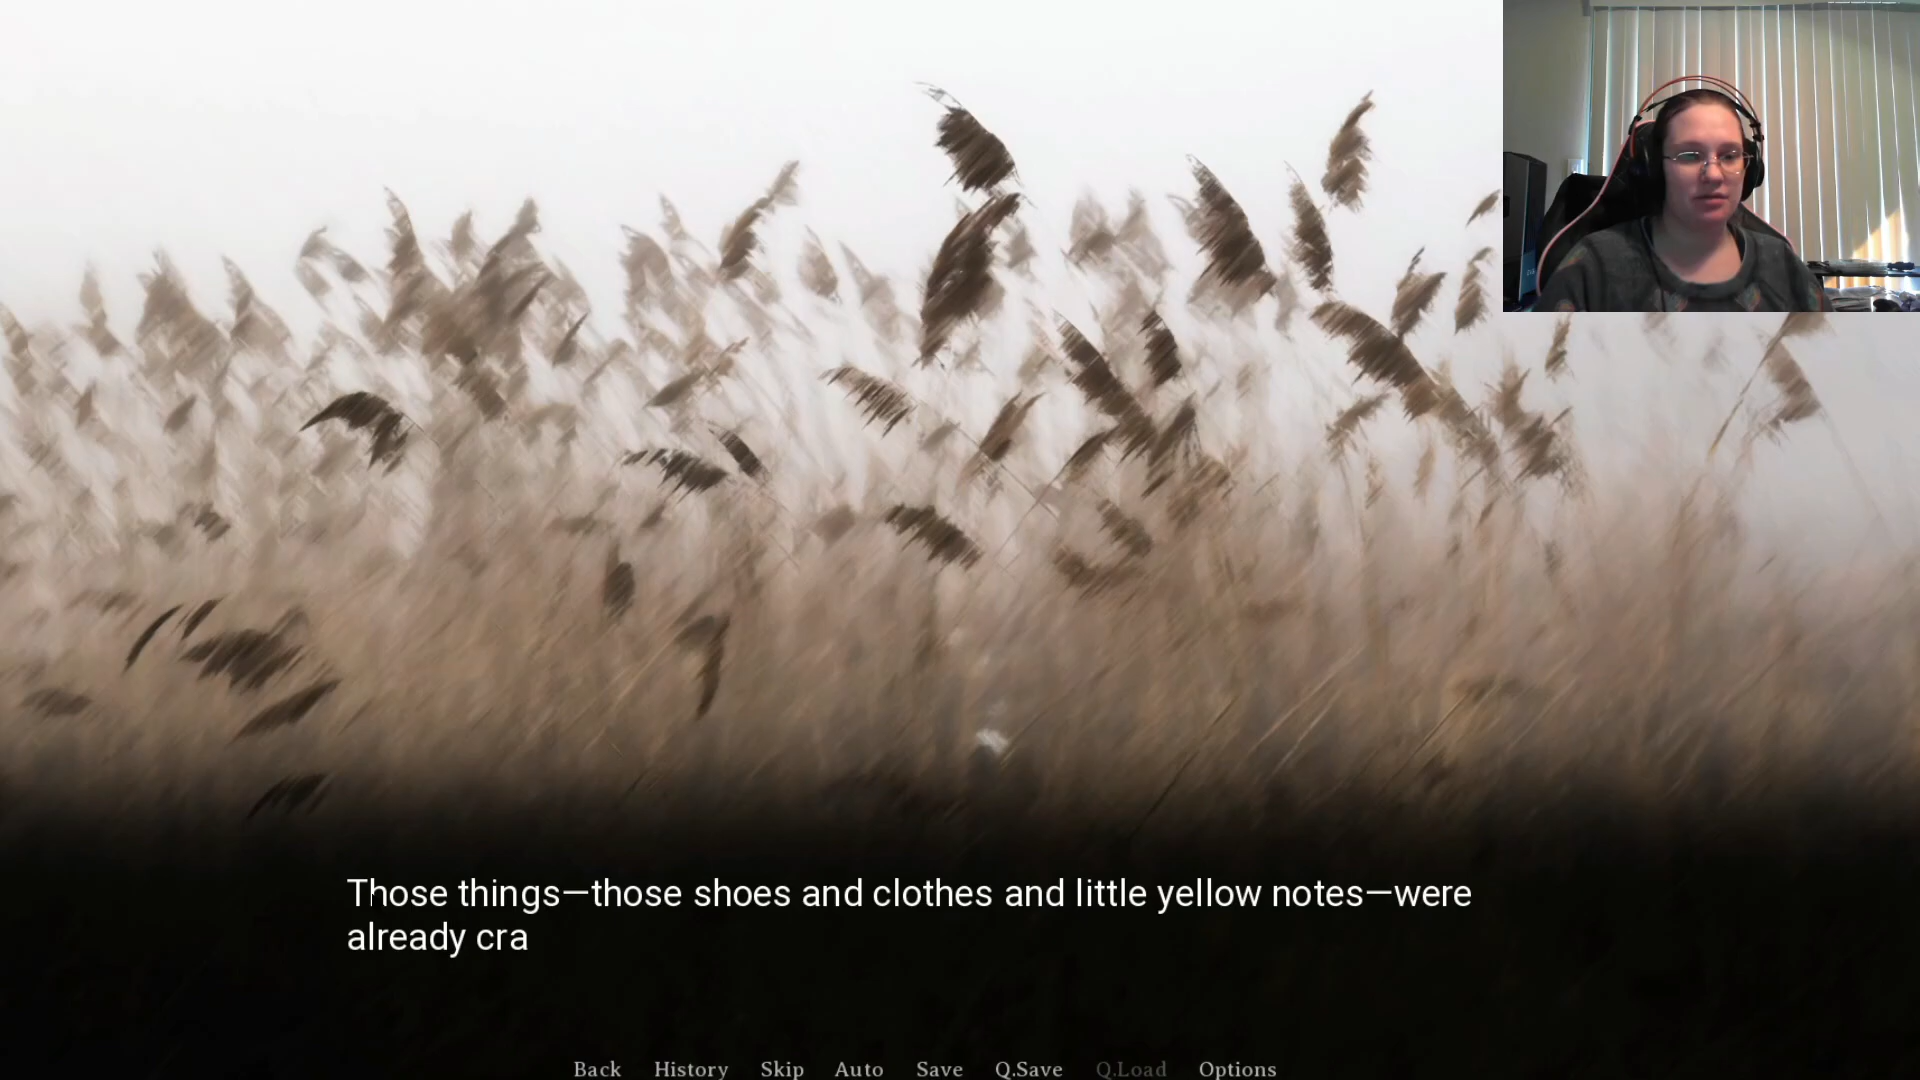 Those things—those shoes and clothes and little yellow notes—were
already cra
Back History Skip Auto Save Q.Save Q.Load Options